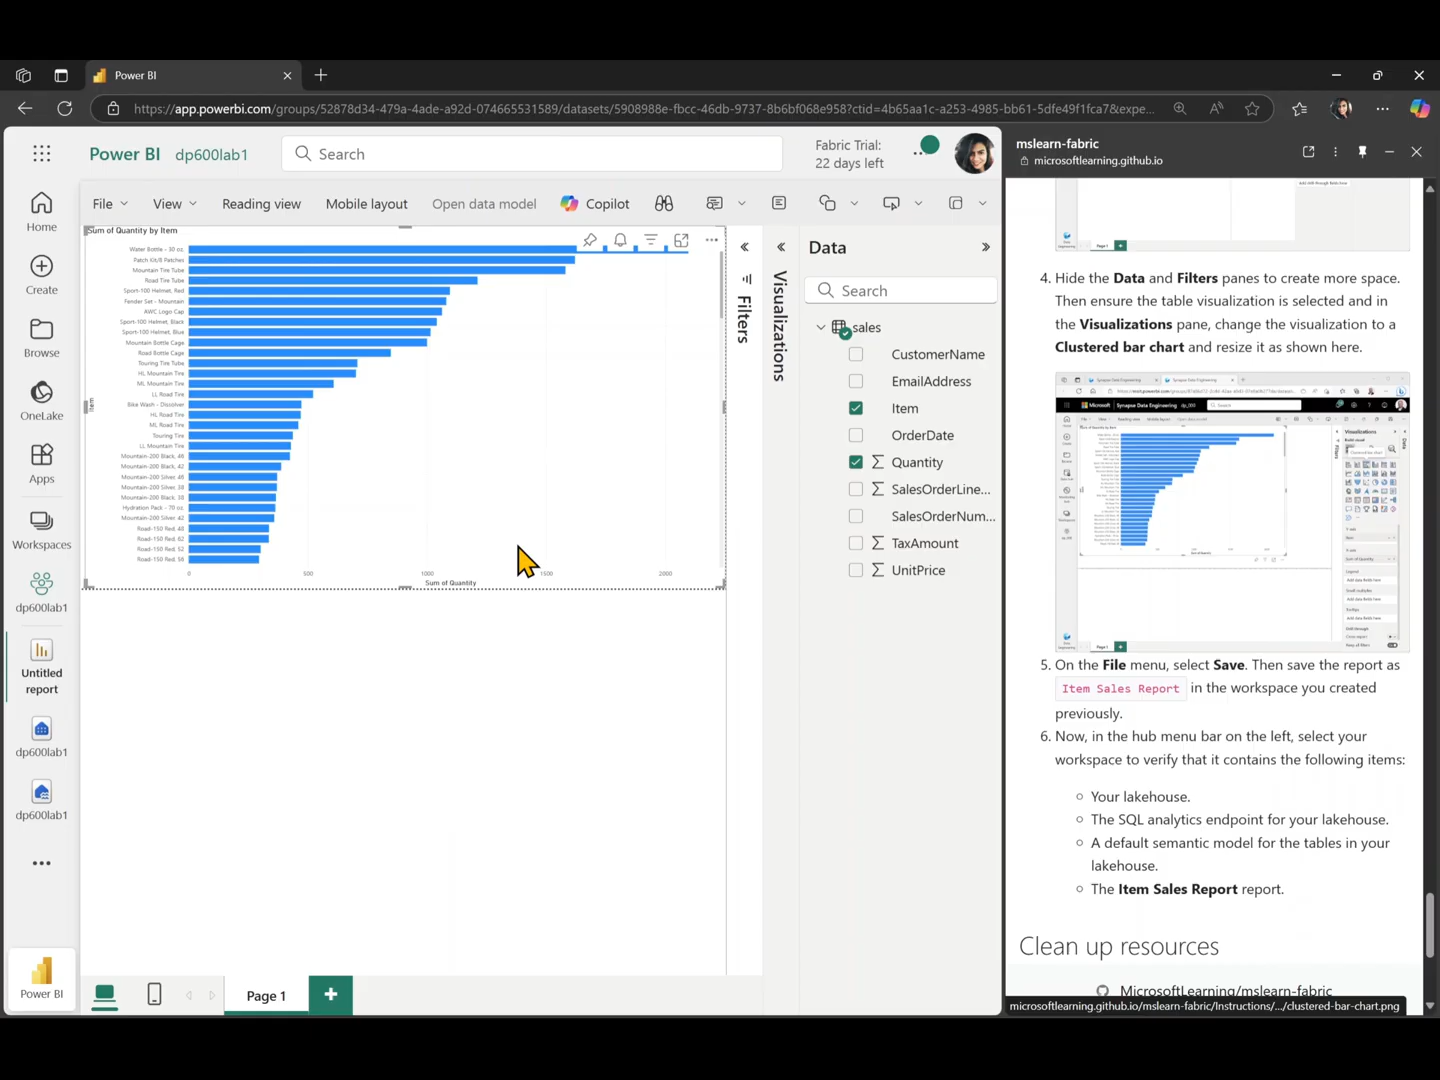 Power BI
https://app.powerbi.com/groups/52878d34-479a-4ade-a92d-074665531589/datasets/5908988e-fbcc-46db-9737-8b6bf068e958?ctid=4b65aa1c-a253-4985-bb61-5dfe49f1fca7&expe...
Power BI dp600lab1
Search
Fabric Trial:
22 days left
File View Reading view Mobile layout Open data model Copilot
Home
Create
Browse
OneLake
Apps
Workspaces
dp600lab1
Untitled
report
dp600lab1
dp600lab1
Power BI
Sum of Quantity by Item
Item
Water Bottle - 30 oz.
Patch Kit/8 Patches
Mountain Tire Tube
Road Tire Tube
Sport-100 Helmet, Red
Fender Set - Mountain
AWC Logo Cap
Sport-100 Helmet, Black
Sport-100 Helmet, Blue
Mountain Bottle Cage
Road Bottle Cage
Touring Tire Tube
HL Mountain Tire
ML Mountain Tire
LL Road Tire
Bike Wash - Dissolver
HL Road Tire
ML Road Tire
Touring Tire
LL Mountain Tire
Mountain-200 Black, 46
Mountain-200 Black, 42
Mountain-200 Silver, 46
Mountain-200 Silver, 38
Mountain-200 Black, 38
Hydration Pack - 70 oz.
Mountain-200 Silver, 42
Road-150 Red, 48
Road-150 Red, 62
Road-150 Red, 52
Road-150 Red, 56
0 500 1000 1500 2000
Sum of Quantity
Filters
Visualizations
Data
Search
sales
CustomerName
EmailAddress
Item
OrderDate
Quantity
SalesOrderLine...
SalesOrderNum...
TaxAmount
UnitPrice
Page 1
mslearn-fabric
microsoftlearning.github.io
4. Hide the Data and Filters panes to create more space.
Then ensure the table visualization is selected and in
the Visualizations pane, change the visualization to a
Clustered bar chart and resize it as shown here.
5. On the File menu, select Save. Then save the report as
Item Sales Report in the workspace you created
previously.
6. Now, in the hub menu bar on the left, select your
workspace to verify that it contains the following items:
Your lakehouse.
The SQL analytics endpoint for your lakehouse.
A default semantic model for the tables in your
lakehouse.
The Item Sales Report report.
Clean up resources
MicrosoftLearning/mslearn-fabric
microsoftlearning.github.io/mslearn-fabric/Instructions/.../clustered-bar-chart.png